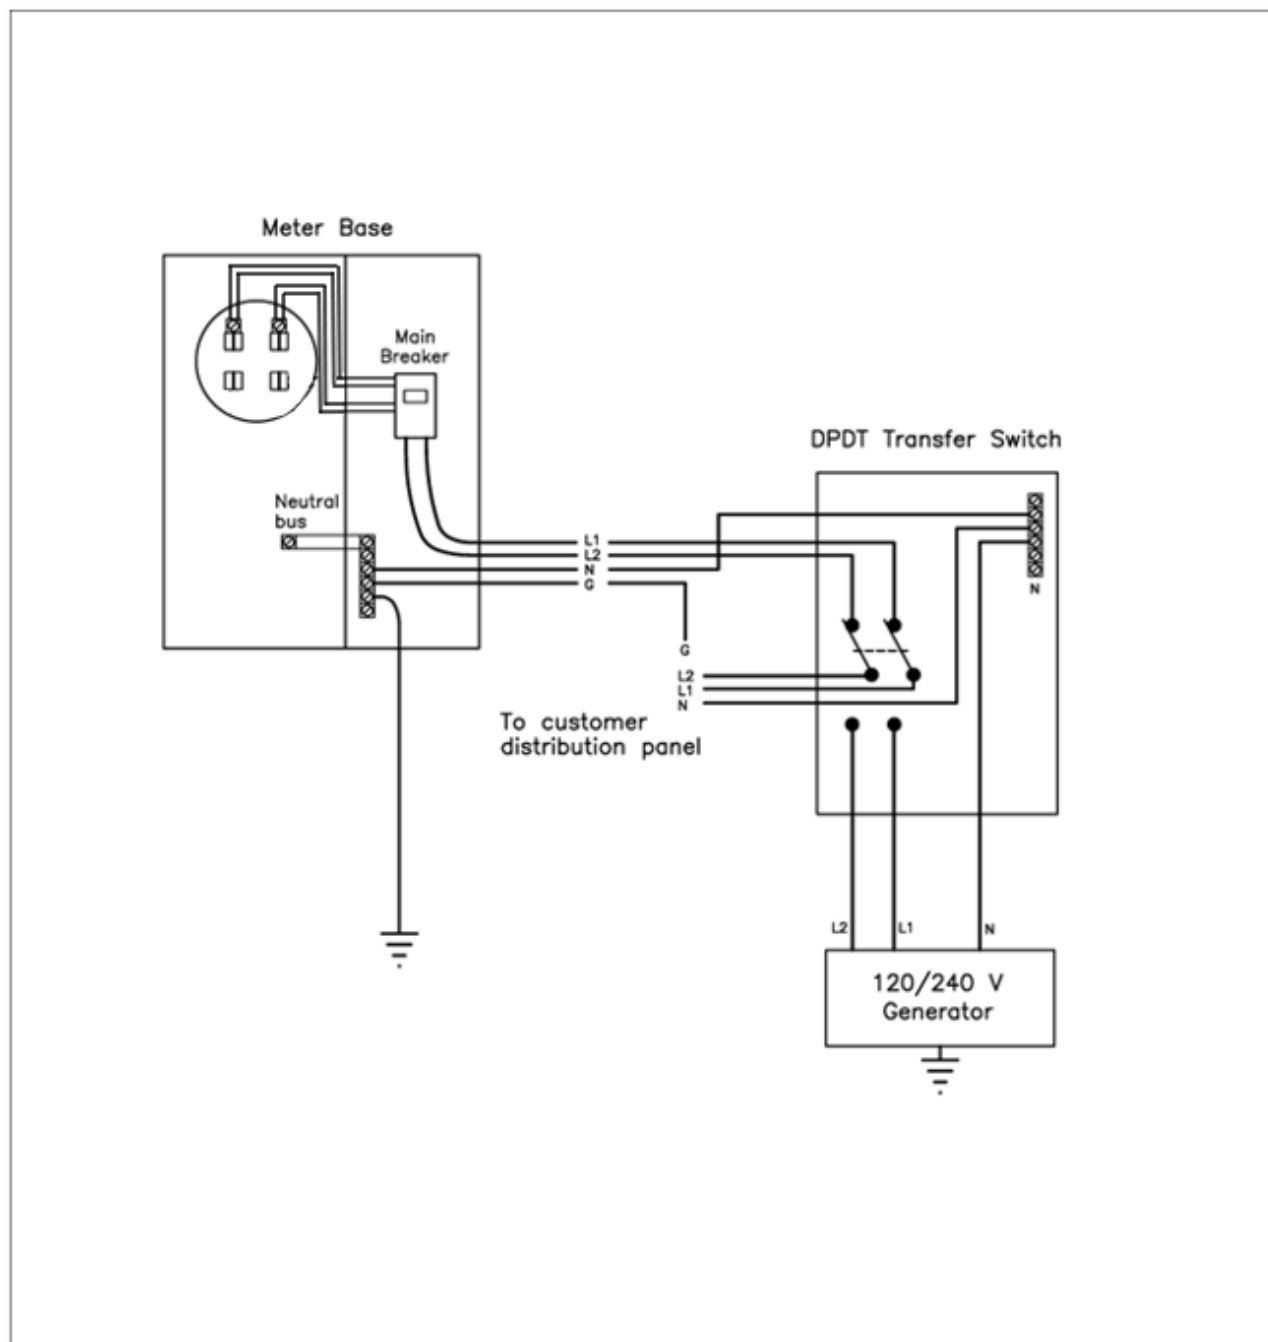 Meter Base
Main
Breaker
DPDT Transfer Switch
Neutral
bus
L1
L2
N
G
N
G
L2
L1
N
To customer
distribution panel
L2
L1
N
120/240 V
Generator